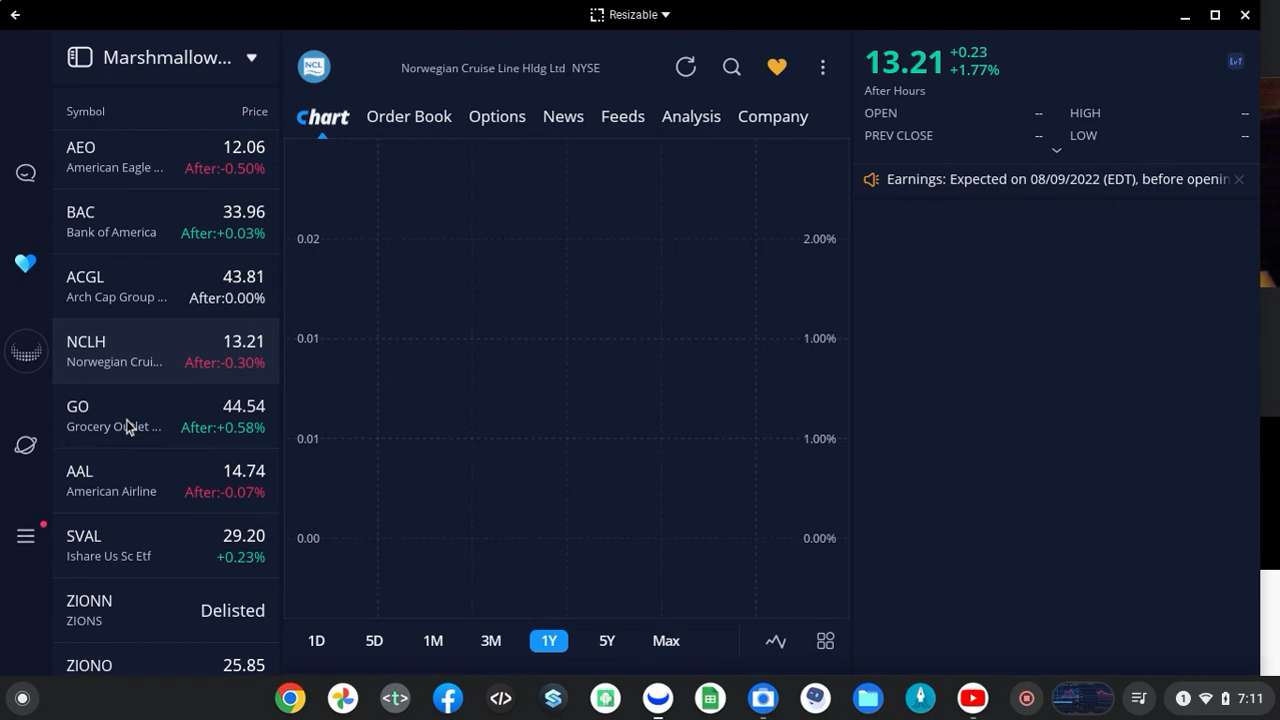 Resizable
Marshmallow...
Symbol Price
AEO 12.06
American Eagle ... After:-0.50%
BAC 33.96
Bank of America After:+0.03%
ACGL 43.81
Arch Cap Group ... After:0.00%
NCLH 13.21
Norwegian Crui... After:-0.30%
GO 44.54
Grocery Outlet ... After:+0.58%
AAL 14.74
American Airline After:-0.07%
SVAL 29.20
Ishare Us Sc Etf +0.23%
ZIONN Delisted
ZIONS
ZIONO 25.85
NCL
Norwegian Cruise Line Hldg Ltd NYSE
Chart Order Book Options News Feeds Analysis Company
0.02 2.00%
0.01 1.00%
0.01 1.00%
0.00 0.00%
1D 5D 1M 3M 1Y 5Y Max
13.21 +0.23
+1.77%
Lv1
After Hours
OPEN -- HIGH --
PREV CLOSE -- LOW --
Earnings: Expected on 08/09/2022 (EDT), before openin
1 7:11